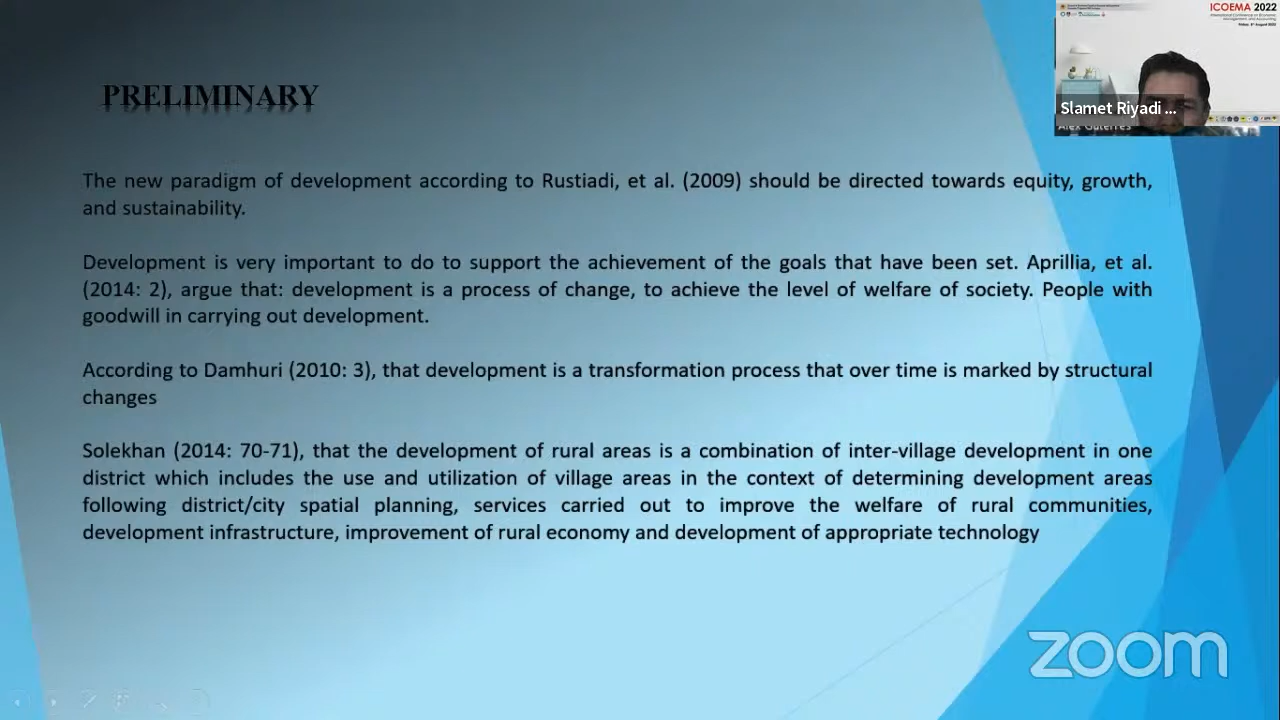 ICOEMA 2022
Slamet Riyadi ...
Alex Guterres
PRELIMINARY
The new paradigm of development according to Rustiadi, et al. (2009) should be directed towards equity, growth,
and sustainability.
Development is very important to do to support the achievement of the goals that have been set. Aprillia, et al.
(2014: 2), argue that: development is a process of change, to achieve the level of welfare of society. People with
goodwill in carrying out development.
According to Damhuri (2010: 3), that development is a transformation process that over time is marked by structural
changes
Solekhan (2014: 70-71), that the development of rural areas is a combination of inter-village development in one
district which includes the use and utilization of village areas in the context of determining development areas
following district/city spatial planning, services carried out to improve the welfare of rural communities,
development infrastructure, improvement of rural economy and development of appropriate technology
zoom